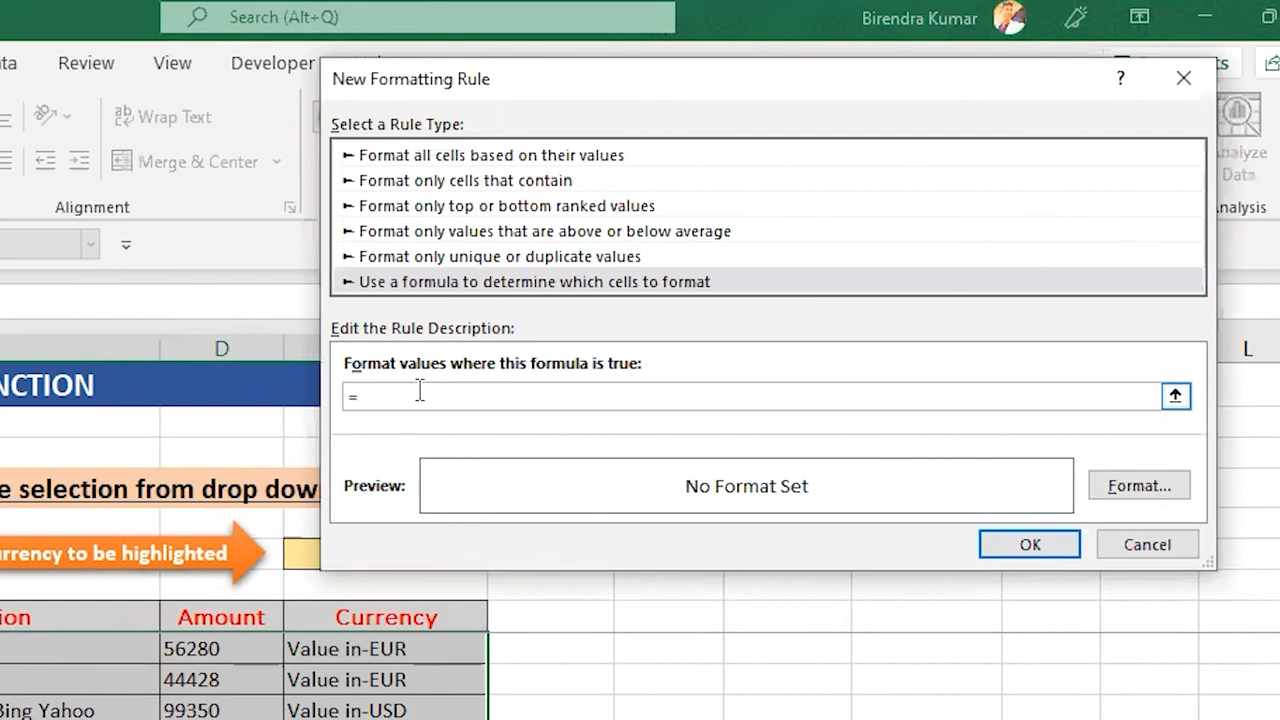 Search (Alt+Q)
Birendra Kumar
ta
Review
View
Developer
New Formatting Rule
?
ts
Select a Rule Type:
ab Wrap Text
Format all cells based on their values
Format only cells that contain
Merge & Center
Format only top or bottom ranked values
Format only values that are above or below average
Format only unique or duplicate values
Use a formula to determine which cells to format
Alignment
nalyze
Data
nalysis
Edit the Rule Description:
D
L
Format values where this formula is true:
NCTION
=
e selection from drop dow
Preview:
No Format Set
Format...
urrency to be highlighted
OK
Cancel
ion
Amount
Currency
56280
Value in-EUR
44428
Value in-EUR
Bing Yahoo
99350
Value in-USD